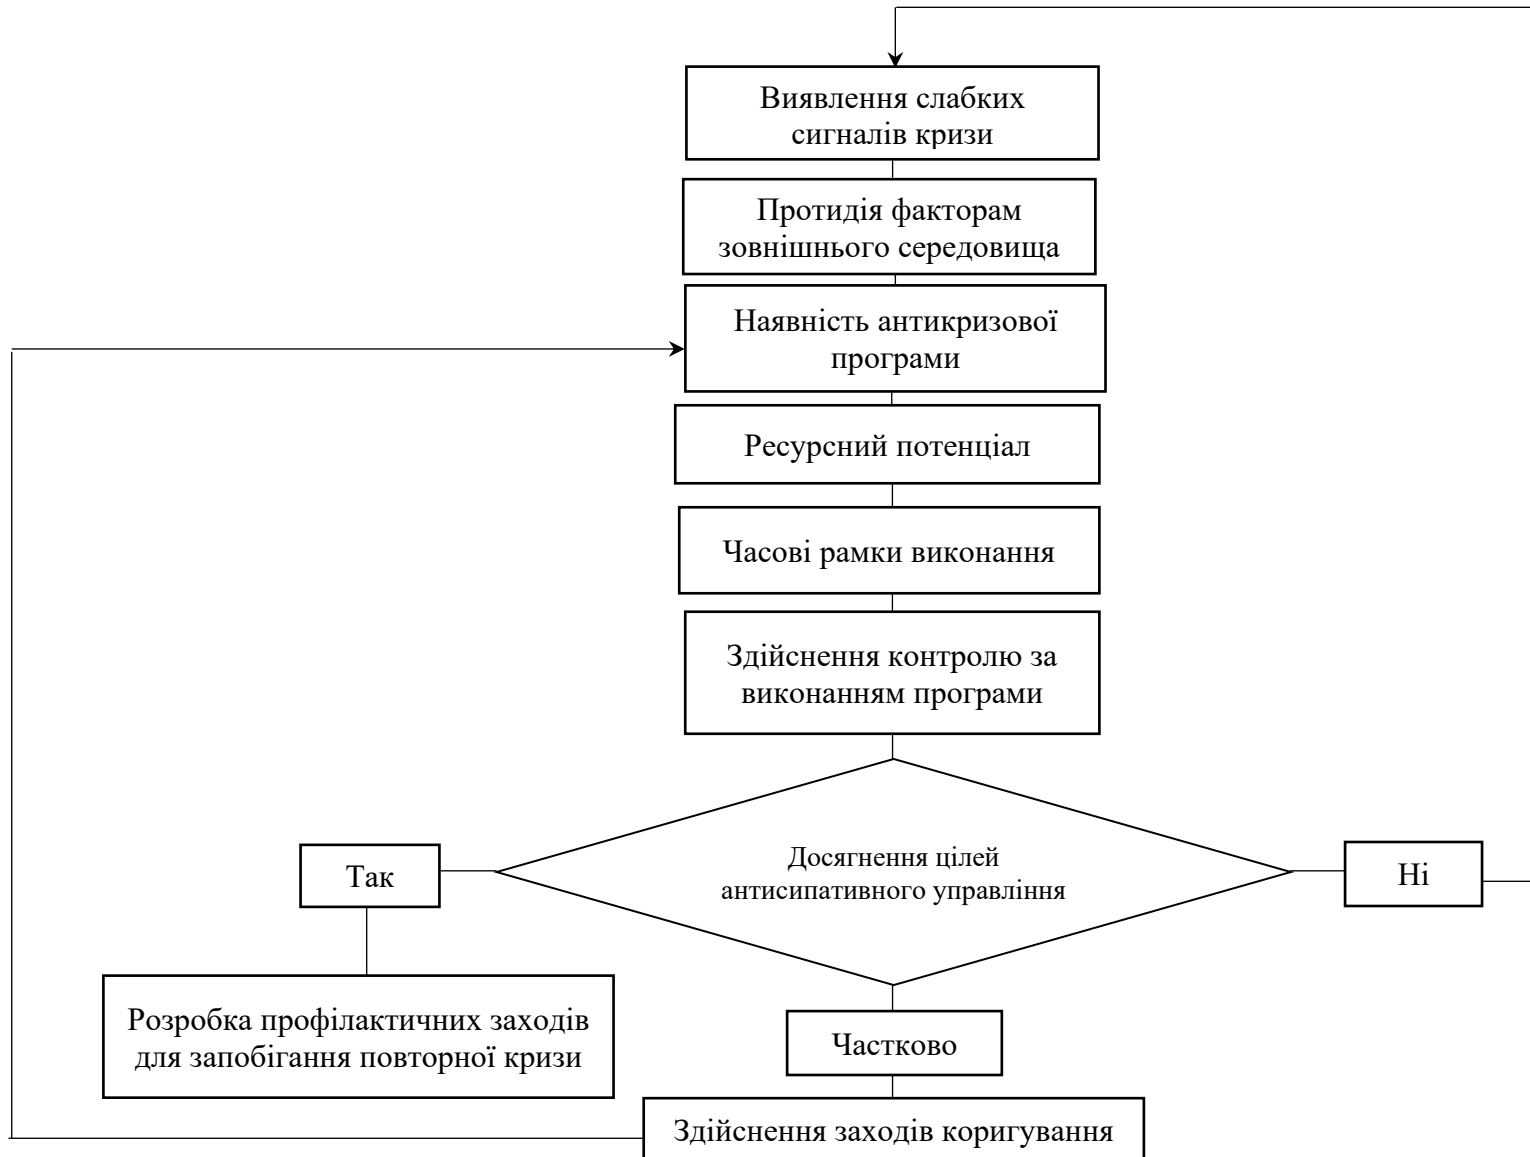 Виявлення слабких
сигналів кризи
Протидія факторам
зовнішнього середовища
Наявність антикризової
програми
Ресурсний потенціал
Часові рамки виконання
Здійснення контролю за
виконанням програми
Досягнення цілей
антисипативного управління
Так
Ні
Розробка профілактичних заходів
для запобігання повторної кризи
Частково
Здійснення заходів коригування